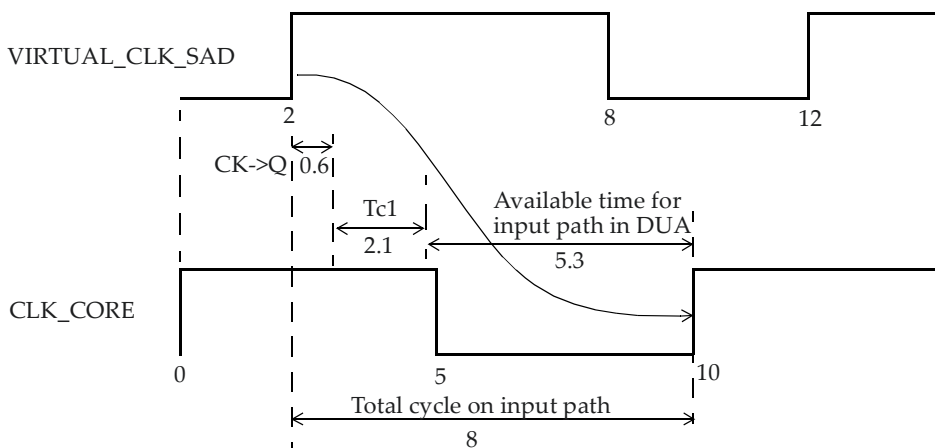 VIRTUAL_CLK_SAD
2
8
12
CK->Q
0.6
Tc1
2.1
Available time for
input path in DUA
5.3
CLK_CORE
0
5
10
Total cycle on input path
8